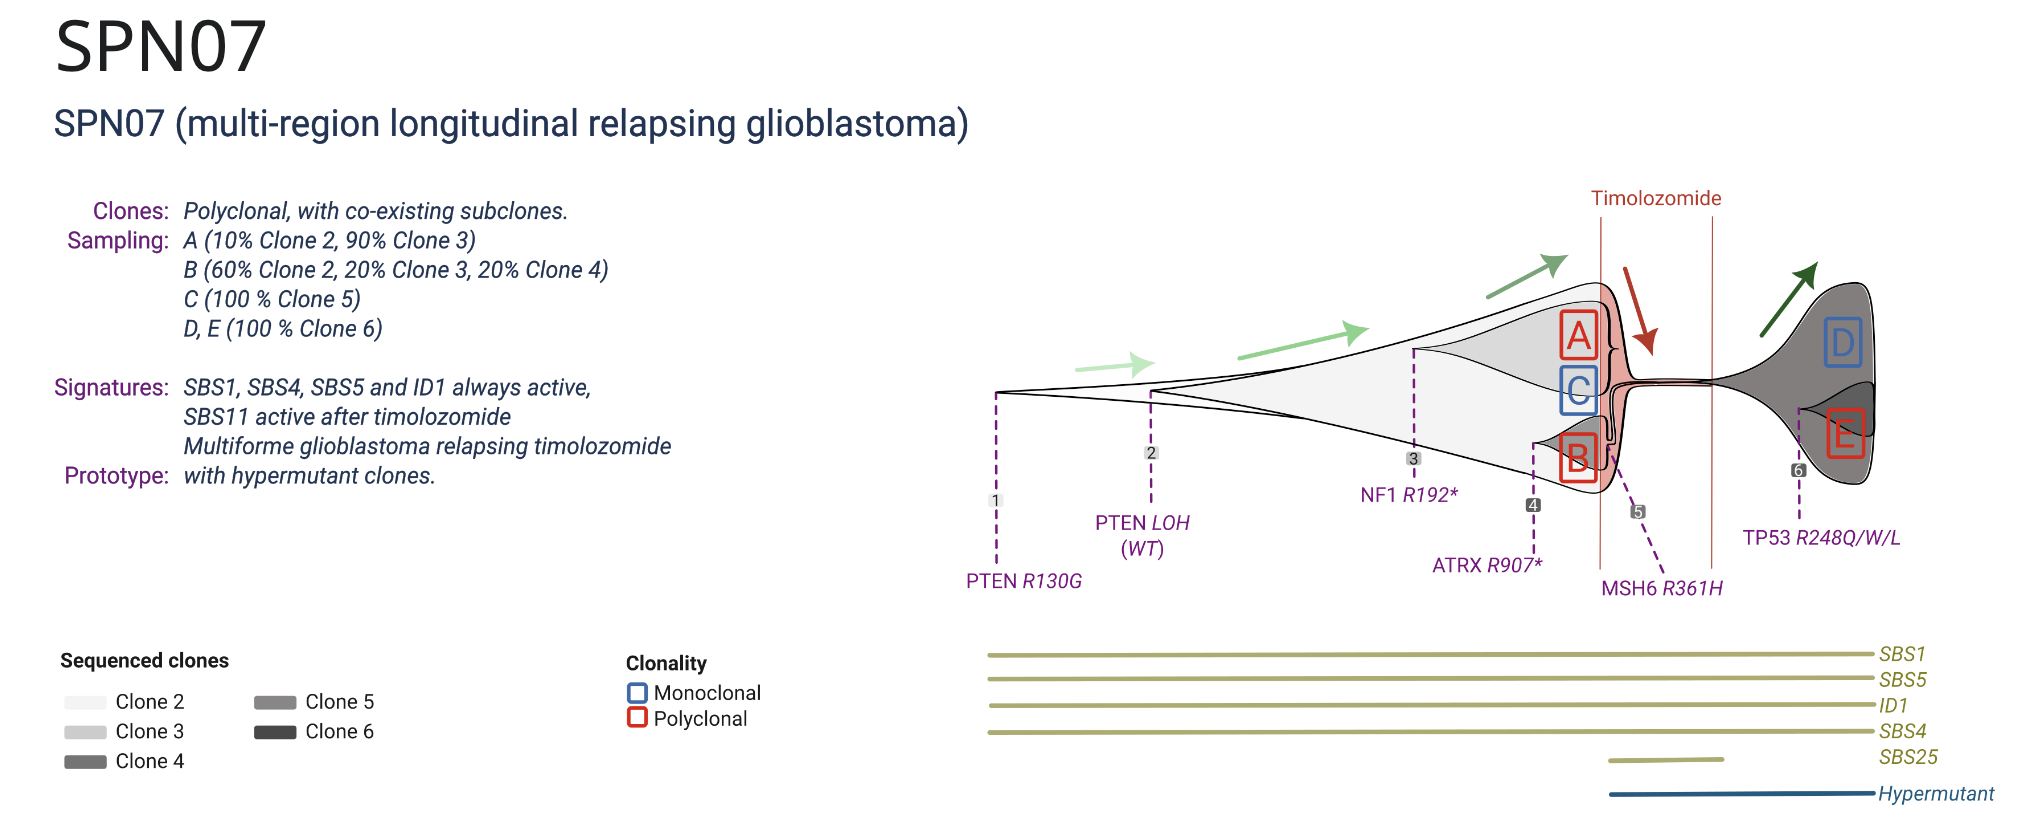 SPN07
SPN07 (multi-region longitudinal relapsing glioblastoma)
Clones: Polyclonal, with co-existing subclones.
Sampling: A (10% Clone 2, 90% Clone 3)
B (60% Clone 2, 20% Clone 3, 20% Clone 4)
C (100 % Clone 5)
D, E (100 % Clone 6)
Signatures: SBS1, SBS4, SBS5 and ID1 always active,
SBS11 active after timolozomide
Multiforme glioblastoma relapsing timolozomide
Prototype: with hypermutant clones.
Timolozomide
A
C
B
D
E
1
2
3
4
5
6
PTEN R130G
PTEN LOH
(WT)
NF1 R192*
ATRX R907*
MSH6 R361H
TP53 R248Q/W/L
Sequenced clones
Clone 2
Clone 3
Clone 4
Clone 5
Clone 6
Clonality
Monoclonal
Polyclonal
SBS1
SBS5
ID1
SBS4
SBS25
Hypermutant